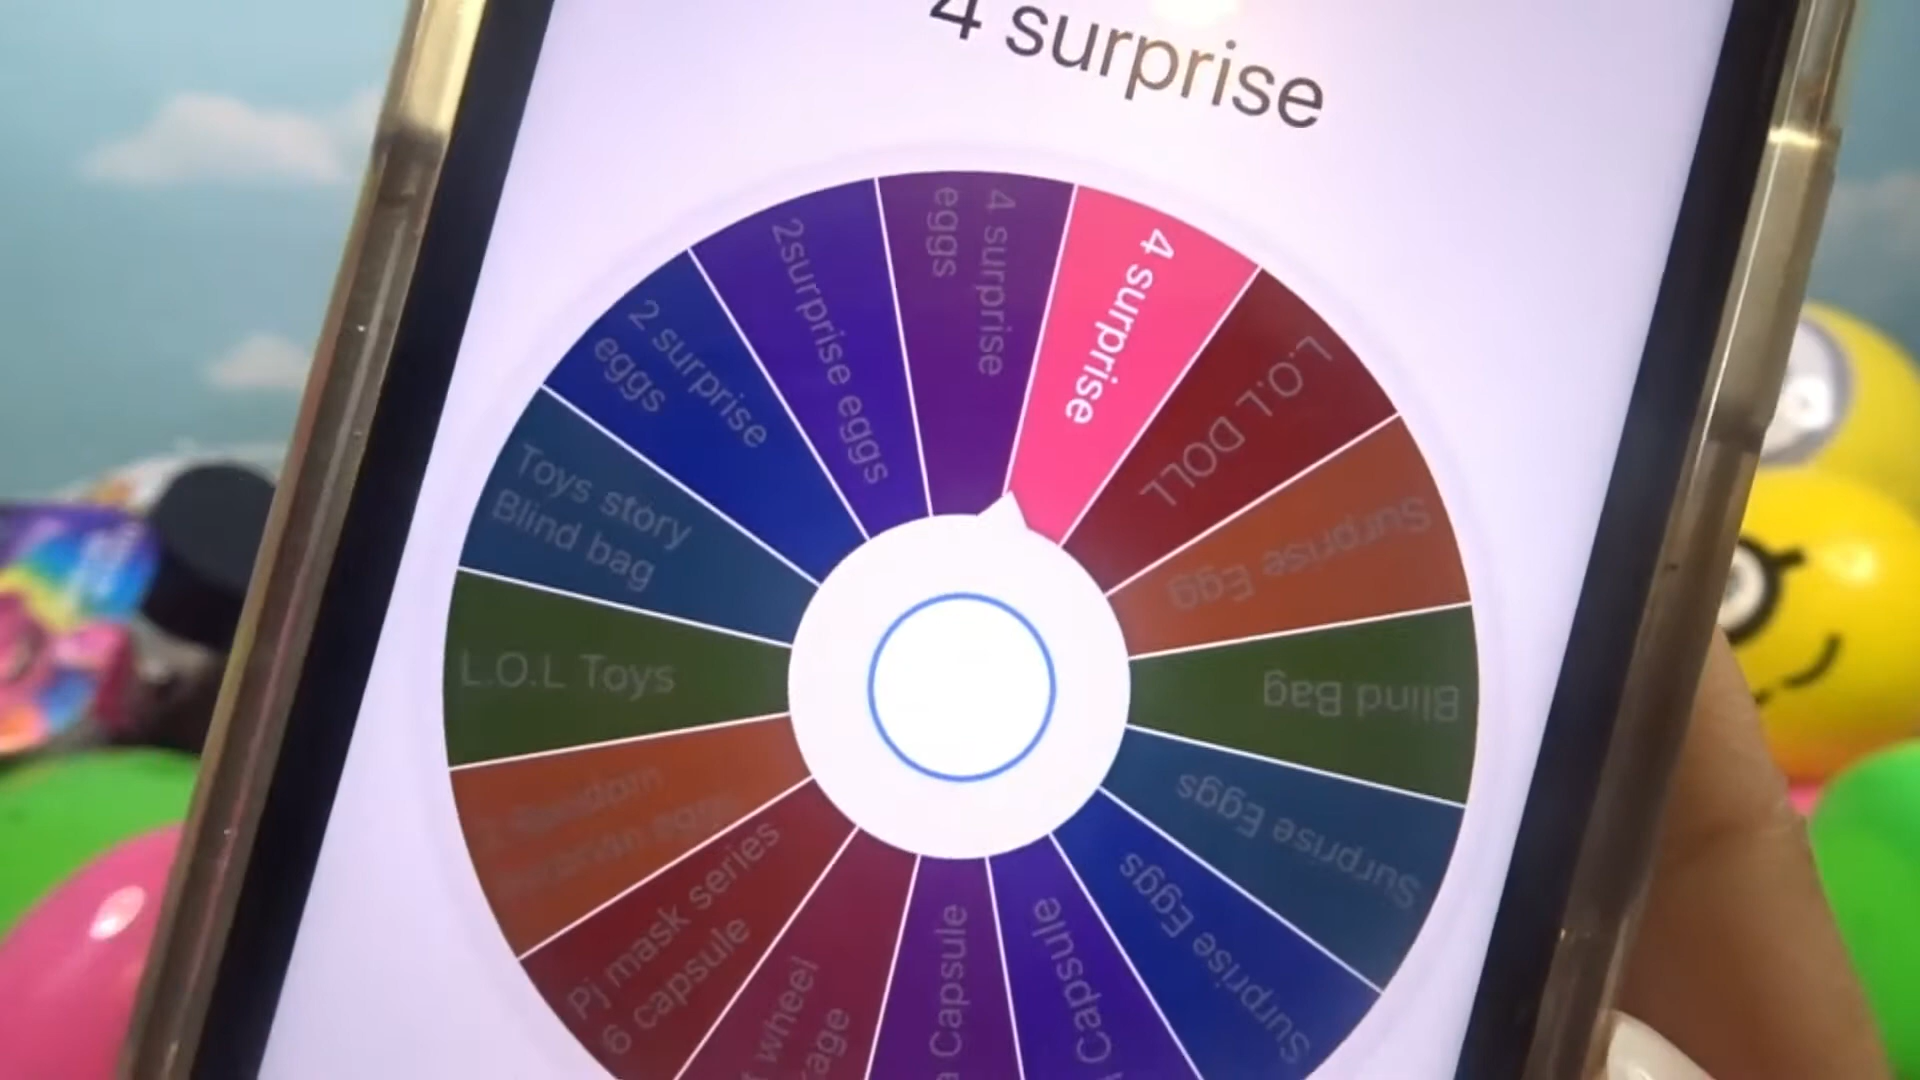 4 surprise
4 surprise
eggs
4 surprise
L.O.L DOLL
Surprise Egg
Blind Bag
Surprise Eggs
Surprise Eggs
Capsule
Capsule
wheel
Pj mask series
6 capsule
L.O.L Toys
Toys story
Blind bag
2 surprise
eggs
2surprise eggs